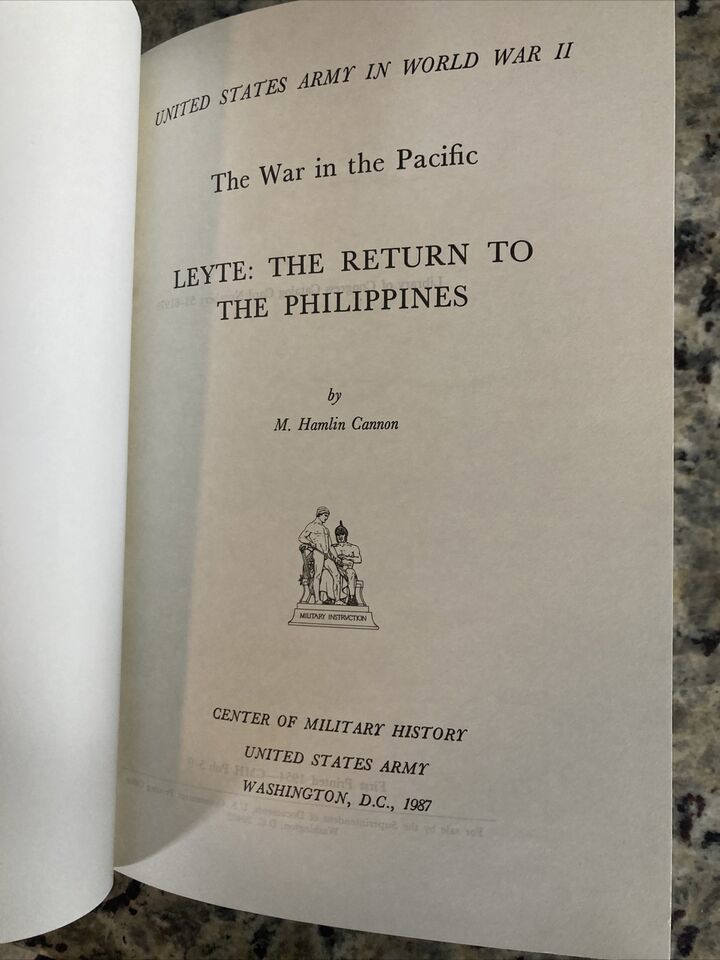 UNITED STATES ARMY IN WORLD WAR II
The War in the Pacific
LEYTE: THE RETURN TO
THE PHILIPPINES
by
M. Hamlin Cannon
MILITARY INSTRVCTION
CENTER OF MILITARY HISTORY
UNITED STATES ARMY
WASHINGTON, D.C., 1987